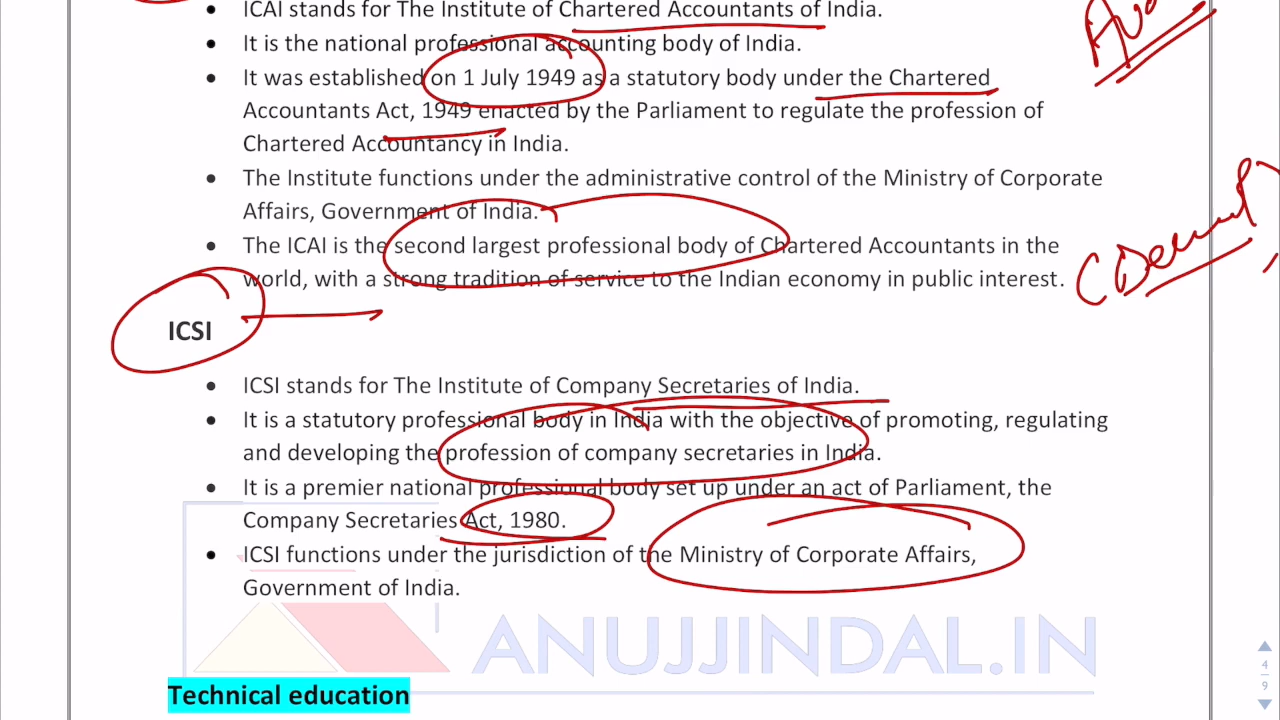 ICAI stands for The Institute of Chartered Accountants of India.
It is the national professional accounting body of India.
It was established on 1 July 1949 as a statutory body under the Chartered
Accountants Act, 1949 enacted by the Parliament to regulate the profession of
Chartered Accountancy in India.
The Institute functions under the administrative control of the Ministry of Corporate
Affairs, Government of India.
The ICAI is the second largest professional body of Chartered Accountants in the
world, with a strong tradition of service to the Indian economy in public interest.
ICSI
ICSI stands for The Institute of Company Secretaries of India.
It is a statutory professional body in India with the objective of promoting, regulating
and developing the profession of company secretaries in India.
It is a premier national professional body set up under an act of Parliament, the
Company Secretaries Act, 1980.
ICSI functions under the jurisdiction of the Ministry of Corporate Affairs,
Government of India.
ANUJJINDAL.IN
Technical education
4
9